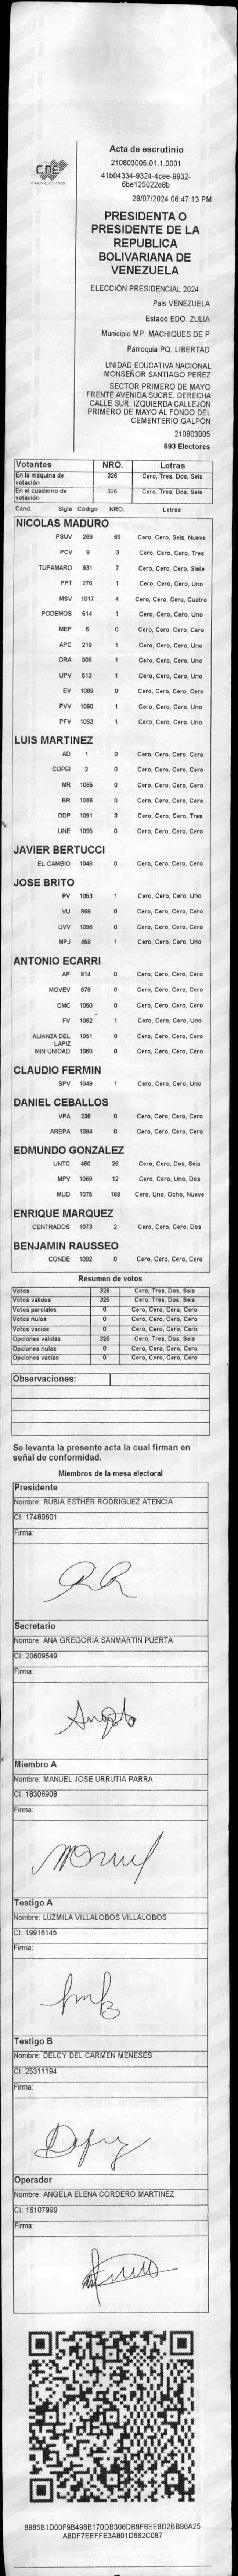 CNE
Acta de escrutinio
210803005.01.1.0001
41b04334-9324-4cee-9932-
6be125022e8b
28/07/2024 06:47:13 PM
PRESIDENTA O
PRESIDENTE DE LA
REPUBLICA
BOLIVARIANA DE
VENEZUELA
ELECCIÓN PRESIDENCIAL 2024
Pais VENEZUELA
Estado EDO. ZULIA
Municipio MP. MACHIQUES DE P
Parroquia PQ. LIBERTAD
UNIDAD EDUCATIVA NACIONAL
MONSEÑOR SANTIAGO PEREZ
SECTOR PRIMERO DE MAYO
FRENTE AVENIDA SUCRE. DERECHA
CALLE SUR. IZQUIERDA CALLEJÓN
PRIMERO DE MAYO AL FONDO DEL
CEMENTERIO GALPÓN
210803005
693 Electores
Votantes NRO. Letras
En la máquina de votación 326 Cero, Tres, Dos, Seis
En el cuaderno de votación 326 Cero, Tres, Dos, Seis
Cand. Sigla Código NRO. Letras
NICOLAS MADURO
PSUV 269 69 Cero, Cero, Seis, Nueve
PCV 9 3 Cero, Cero, Cero, Tres
TUPAMARO 931 7 Cero, Cero, Cero, Siete
PPT 276 1 Cero, Cero, Cero, Uno
MSV 1017 4 Cero, Cero, Cero, Cuatro
PODEMOS 514 1 Cero, Cero, Cero, Uno
MEP 6 0 Cero, Cero, Cero, Cero
APC 219 1 Cero, Cero, Cero, Uno
ORA 906 1 Cero, Cero, Cero, Uno
UPV 613 1 Cero, Cero, Cero, Uno
EV 1089 0 Cero, Cero, Cero, Cero
PVV 1090 1 Cero, Cero, Cero, Uno
PFV 1093 1 Cero, Cero, Cero, Uno
LUIS MARTINEZ
AD 1 0 Cero, Cero, Cero, Cero
COPEI 2 0 Cero, Cero, Cero, Cero
MR 1065 0 Cero, Cero, Cero, Cero
BR 1066 0 Cero, Cero, Cero, Cero
DDP 1091 3 Cero, Cero, Cero, Tres
UNE 1095 0 Cero, Cero, Cero, Cero
JAVIER BERTUCCI
EL CAMBIO 1048 0 Cero, Cero, Cero, Cero
JOSE BRITO
PV 1053 1 Cero, Cero, Cero, Uno
VU 968 0 Cero, Cero, Cero, Cero
UVV 1096 0 Cero, Cero, Cero, Cero
MPJ 458 1 Cero, Cero, Cero, Uno
ANTONIO ECARRI
AP 914 0 Cero, Cero, Cero, Cero
MOVEV 978 0 Cero, Cero, Cero, Cero
CMC 1050 0 Cero, Cero, Cero, Cero
FV 1062 1 Cero, Cero, Cero, Uno
ALIANZA DEL LÁPIZ 1051 0 Cero, Cero, Cero, Cero
MIN UNIDAD 1069 0 Cero, Cero, Cero, Cero
CLAUDIO FERMIN
SPV 1049 1 Cero, Cero, Cero, Uno
DANIEL CEBALLOS
VPA 236 0 Cero, Cero, Cero, Cero
AREPA 1094 0 Cero, Cero, Cero, Cero
EDMUNDO GONZALEZ
UNTC 460 26 Cero, Cero, Dos, Seis
MPV 1069 12 Cero, Cero, Uno, Dos
MUD 1075 189 Cero, Uno, Ocho, Nueve
ENRIQUE MARQUEZ
CENTRADOS 1073 2 Cero, Cero, Cero, Dos
BENJAMIN RAUSSEO
CONDE 1092 0 Cero, Cero, Cero, Cero
Resumen de votos
Votos 326 Cero, Tres, Dos, Seis
Votos validos 326 Cero, Tres, Dos, Seis
Votos parciales 0 Cero, Cero, Cero, Cero
Votos nulos 0 Cero, Cero, Cero, Cero
Votos vacios 0 Cero, Cero, Cero, Cero
Opciones validas 326 Cero, Tres, Dos, Seis
Opciones nulas 0 Cero, Cero, Cero, Cero
Opciones vacias 0 Cero, Cero, Cero, Cero
Observaciones:
Se levanta la presente acta la cual firman en
señal de conformidad.
Miembros de la mesa electoral
Presidente
Nombre: RUBIA ESTHER RODRIGUEZ ATENCIA
CI: 17480601
Firma:
Secretario
Nombre: ANA GREGORIA SANMARTIN PUERTA
CI: 20609549
Firma:
Miembro A
Nombre: MANUEL JOSE URRUTIA PARRA
CI: 18306908
Firma:
Testigo A
Nombre: LUZMILA VILLALOBOS VILLALOBOS
CI: 19916145
Firma:
Testigo B
Nombre: DELCY DEL CARMEN MENESES
CI: 25311194
Firma:
Operador
Nombre: ANGELA ELENA CORDERO MARTINEZ
CI: 16107990
Firma:
8885B1D00F9B498B170DB306DB9F8EE8D2BB96A25
A8DF7EEFFE3A801D662C087